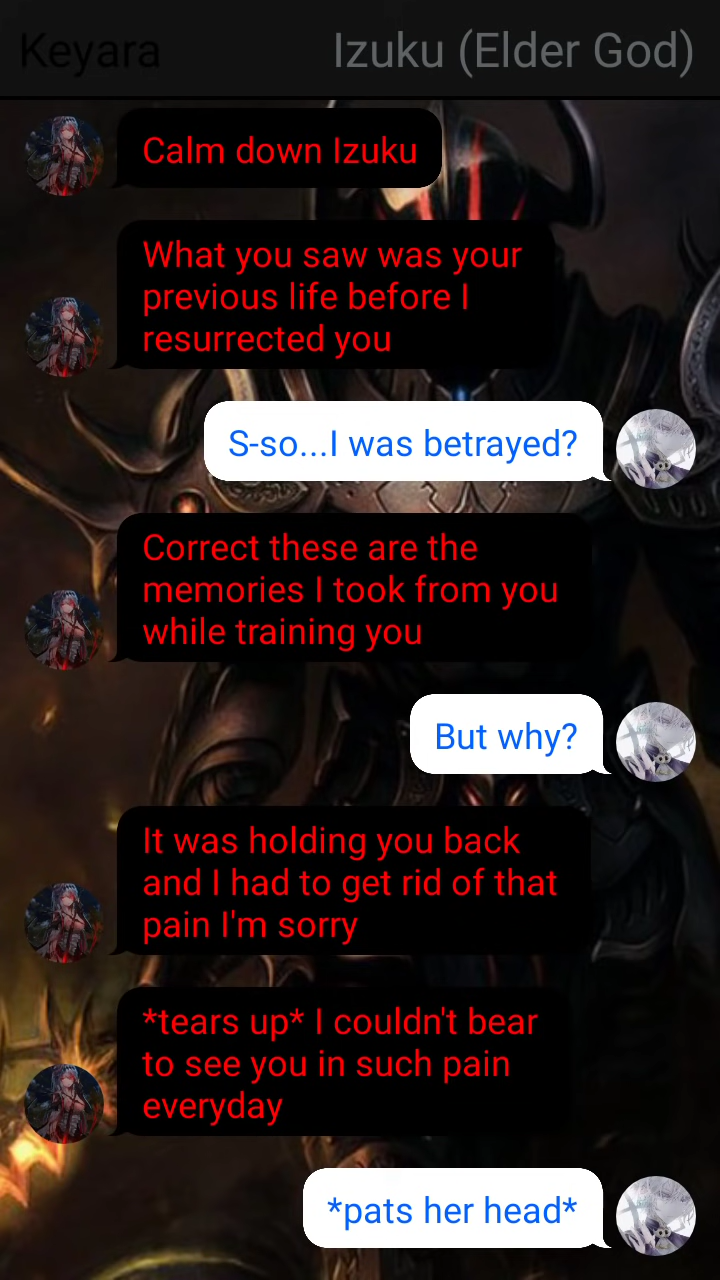 Keyara
Izuku (Elder God)
Calm down Izuku
What you saw was your
previous life before I
resurrected you
S-so...I was betrayed?
Correct these are the
memories I took from you
while training you
But why?
It was holding you back
and I had to get rid of that
pain I'm sorry
*tears up* I couldn't bear
to see you in such pain
everyday
*pats her head*